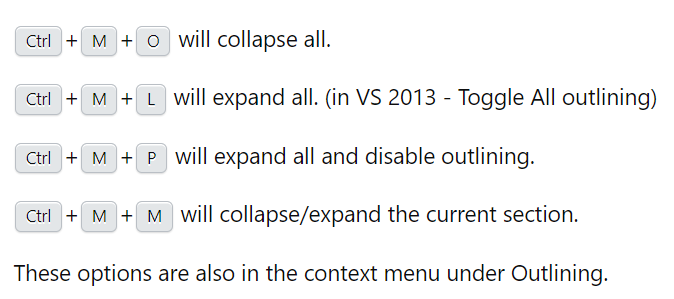 Ctrl + M + O will collapse all.
Ctrl + M + L will expand all. (in VS 2013 - Toggle All outlining)
Ctrl + M + P will expand all and disable outlining.
Ctrl + M + M will collapse/expand the current section.
These options are also in the context menu under Outlining.